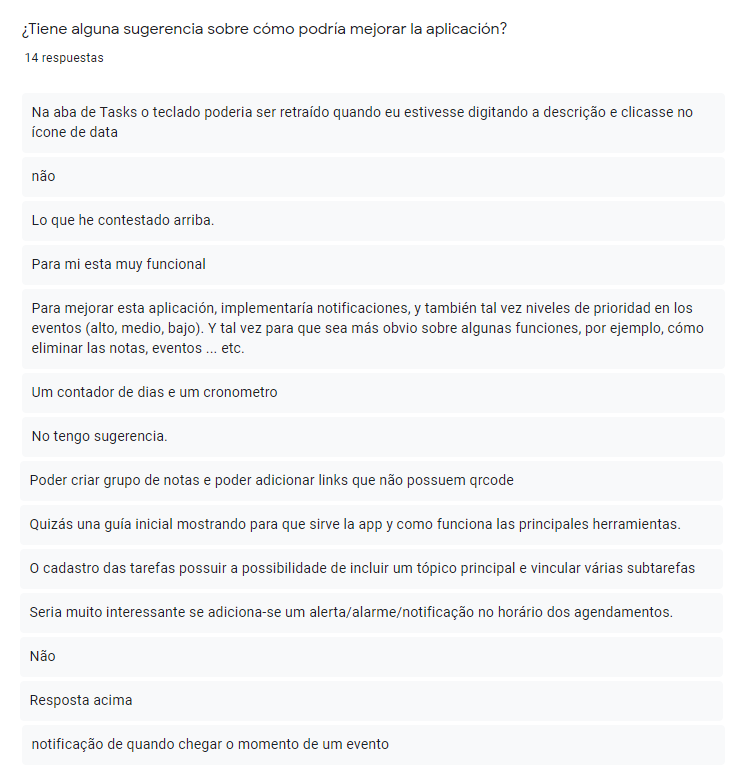 ¿Tiene alguna sugerencia sobre cómo podría mejorar la aplicación?
14 respuestas
Na aba de Tasks o teclado poderia ser retraído quando eu estivesse digitando a descrição e clicasse no
ícone de data
não
Lo que he contestado arriba.
Para mi esta muy funcional
Para mejorar esta aplicación, implementaría notificaciones, y también tal vez niveles de prioridad en los
eventos (alto, medio, bajo). Y tal vez para que sea más obvio sobre algunas funciones, por ejemplo, cómo
eliminar las notas, eventos ... etc.
Um contador de dias e um cronometro
No tengo sugerencia.
Poder criar grupo de notas e poder adicionar links que não possuem qrcode
Quizás una guía inicial mostrando para que sirve la app y como funciona las principales herramientas.
O cadastro das tarefas possuir a possibilidade de incluir um tópico principal e vincular várias subtarefas
Seria muito interessante se adiciona-se um alerta/alarme/notificação no horário dos agendamentos.
Não
Resposta acima
notificação de quando chegar o momento de um evento